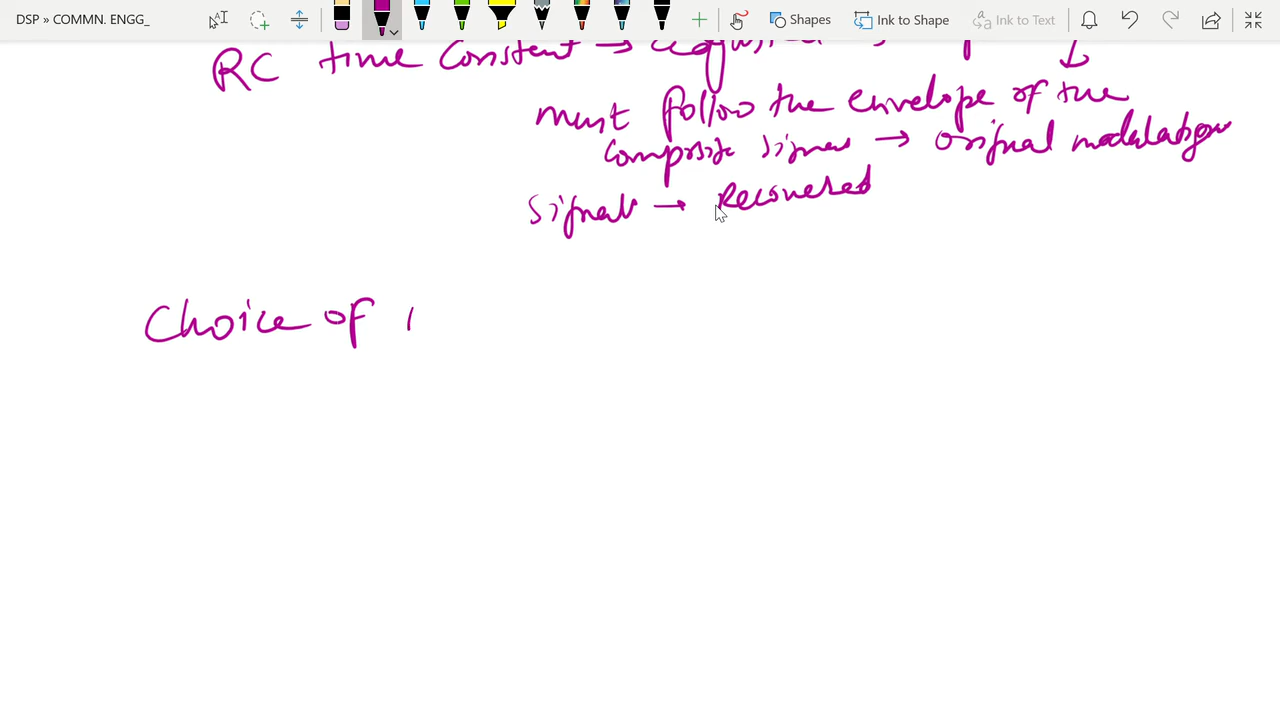 DSP » COMMN. ENGG_
Shapes
Ink to Shape
Ink to Text
RC time constant →
must follow the envelope of the
composite signal → original modulation
signal → Recovered
Choice of